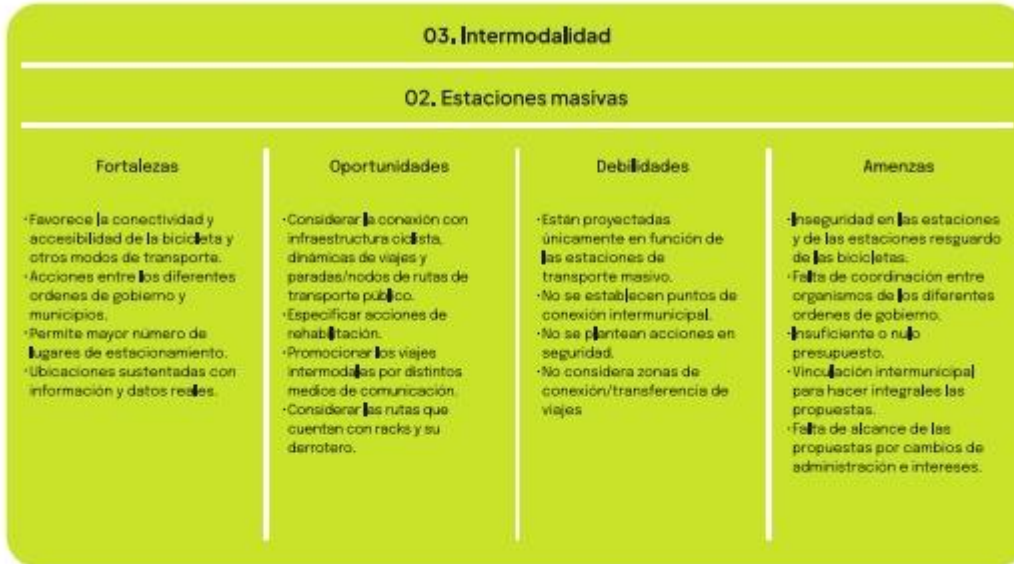 03. Intermodalidad
02. Estaciones masivas
Fortalezas
·Favorece la conectividad y
accesibilidad de la bicicleta y
otros modos de transporte.
·Acciones entre los diferentes
ordenes de gobierno y
municipios.
·Permite mayor número de
lugares de estacionamiento.
·Ubicaciones sustentadas con
información y datos reales.
Oportunidades
·Considerar la conexión con
infraestructura ciclista,
dinámicas de viajes y
paradas/nodos de rutas de
transporte público.
·Especificar acciones de
rehabilitación.
·Promocionar los viajes
intermodales por distintos
medios de comunicación.
·Considerar las rutas que
cuentan con racks y su
derrotero.
Debilidades
·Están proyectadas
únicamente en función de
las estaciones de
transporte masivo.
·No se establecen puntos de
conexión intermunicipal.
·No se plantean acciones en
seguridad.
·No considera zonas de
conexión/transferencia de
viajes
Amenzas
·Inseguridad en las estaciones
y de las estaciones resguardo
de las bicicletas.
·Falta de coordinación entre
organismos de los diferentes
ordenes de gobierno.
·Insuficiente o nulo
presupuesto.
·Vinculación intermunicipal
para hacer integrales las
propuestas.
·Falta de alcance de las
propuestas por cambios de
administración e intereses.